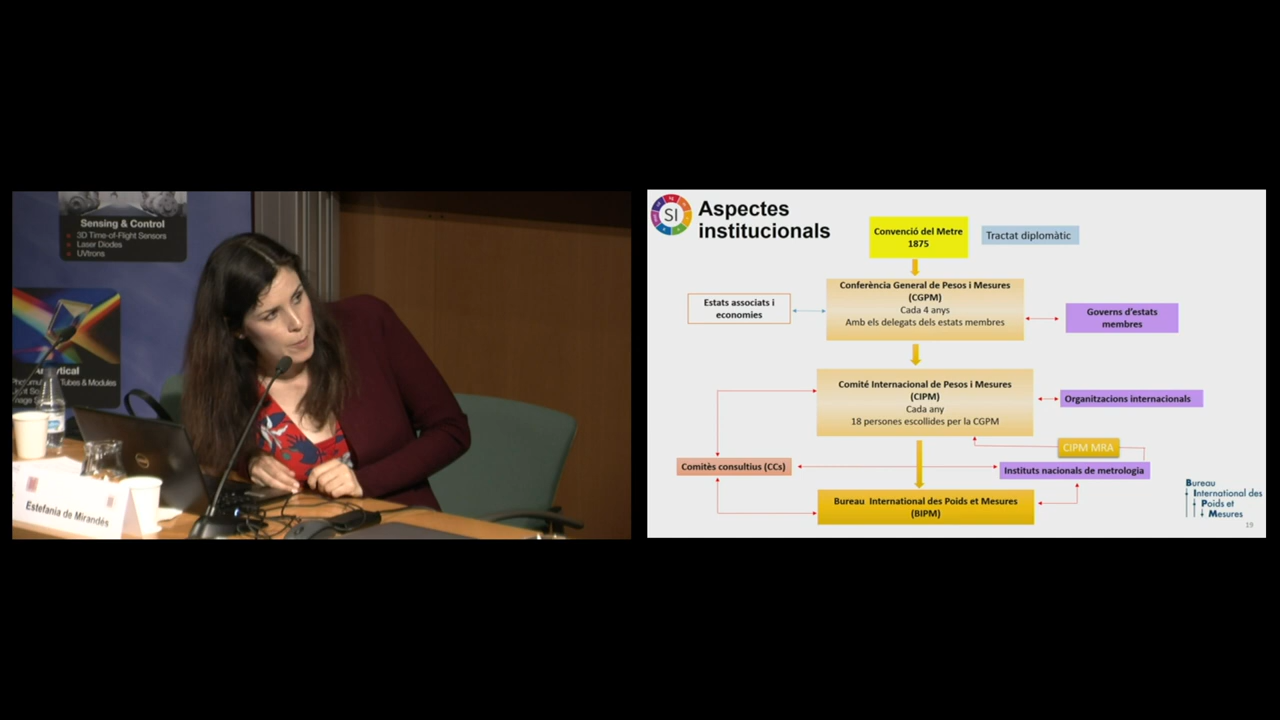 Sensing & Control
3D Time-of-Flight Sensors
Laser Diodes
UVtrons
Tubes & Modules
Estefania de Mirandés
SI
Aspectes
institucionals
Convenció del Metre
1875
Tractat diplomàtic
Conferència General de Pesos i Mesures
(CGPM)
Cada 4 anys
Amb els delegats dels estats membres
Estats associats i
economies
Governs d'estats
membres
Comité Internacional de Pesos i Mesures
(CIPM)
Cada any
18 persones escollides per la CGPM
Organitzacions internacionals
CIPM MRA
Comitès consultius (CCs)
Instituts nacionals de metrologia
Bureau International des Poids et Mesures
(BIPM)
Bureau
International des
Poids et
Mesures
19